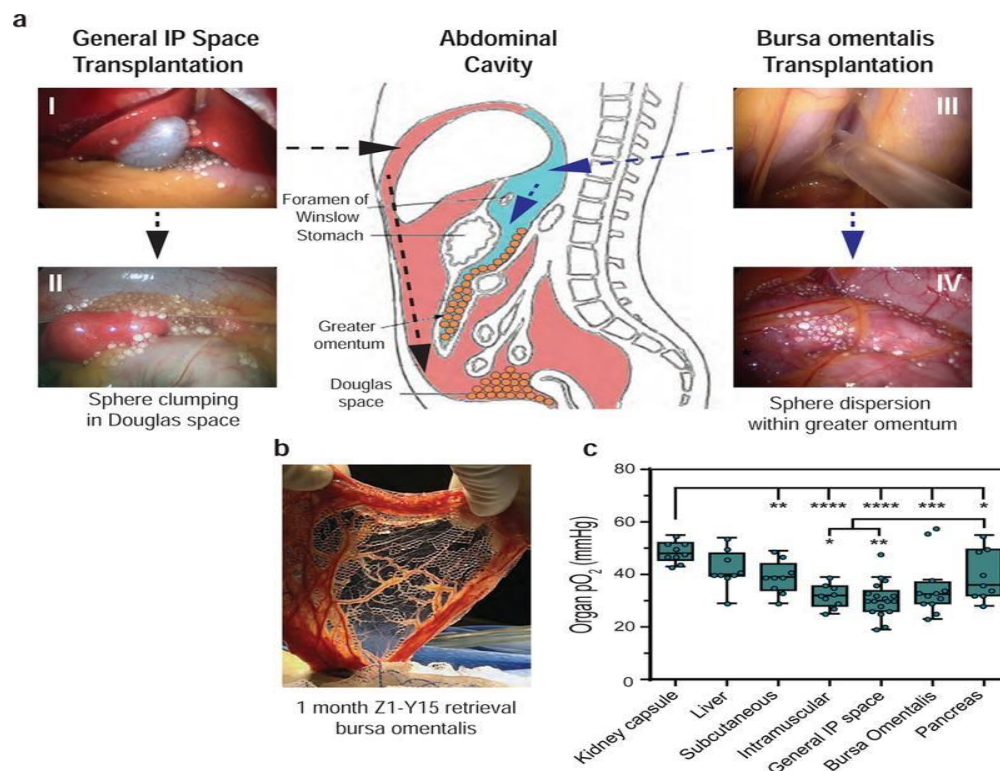 a
General IP Space
Transplantation
Abdominal
Cavity
Bursa omentalis
Transplantation
I
III
Foramen of
Winslow
Stomach
II
IV
Greater
omentum
Douglas
space
Sphere clumping
in Douglas space
Sphere dispersion
within greater omentum
b
1 month Z1-Y15 retrieval
bursa omentalis
c
80
60
40
20
0
Organ pO2 (mmHg)
** **** **** *** *
* **
Kidney capsule
Liver
Subcutaneous
Intramuscular
General IP space
Bursa Omentalis
Pancreas